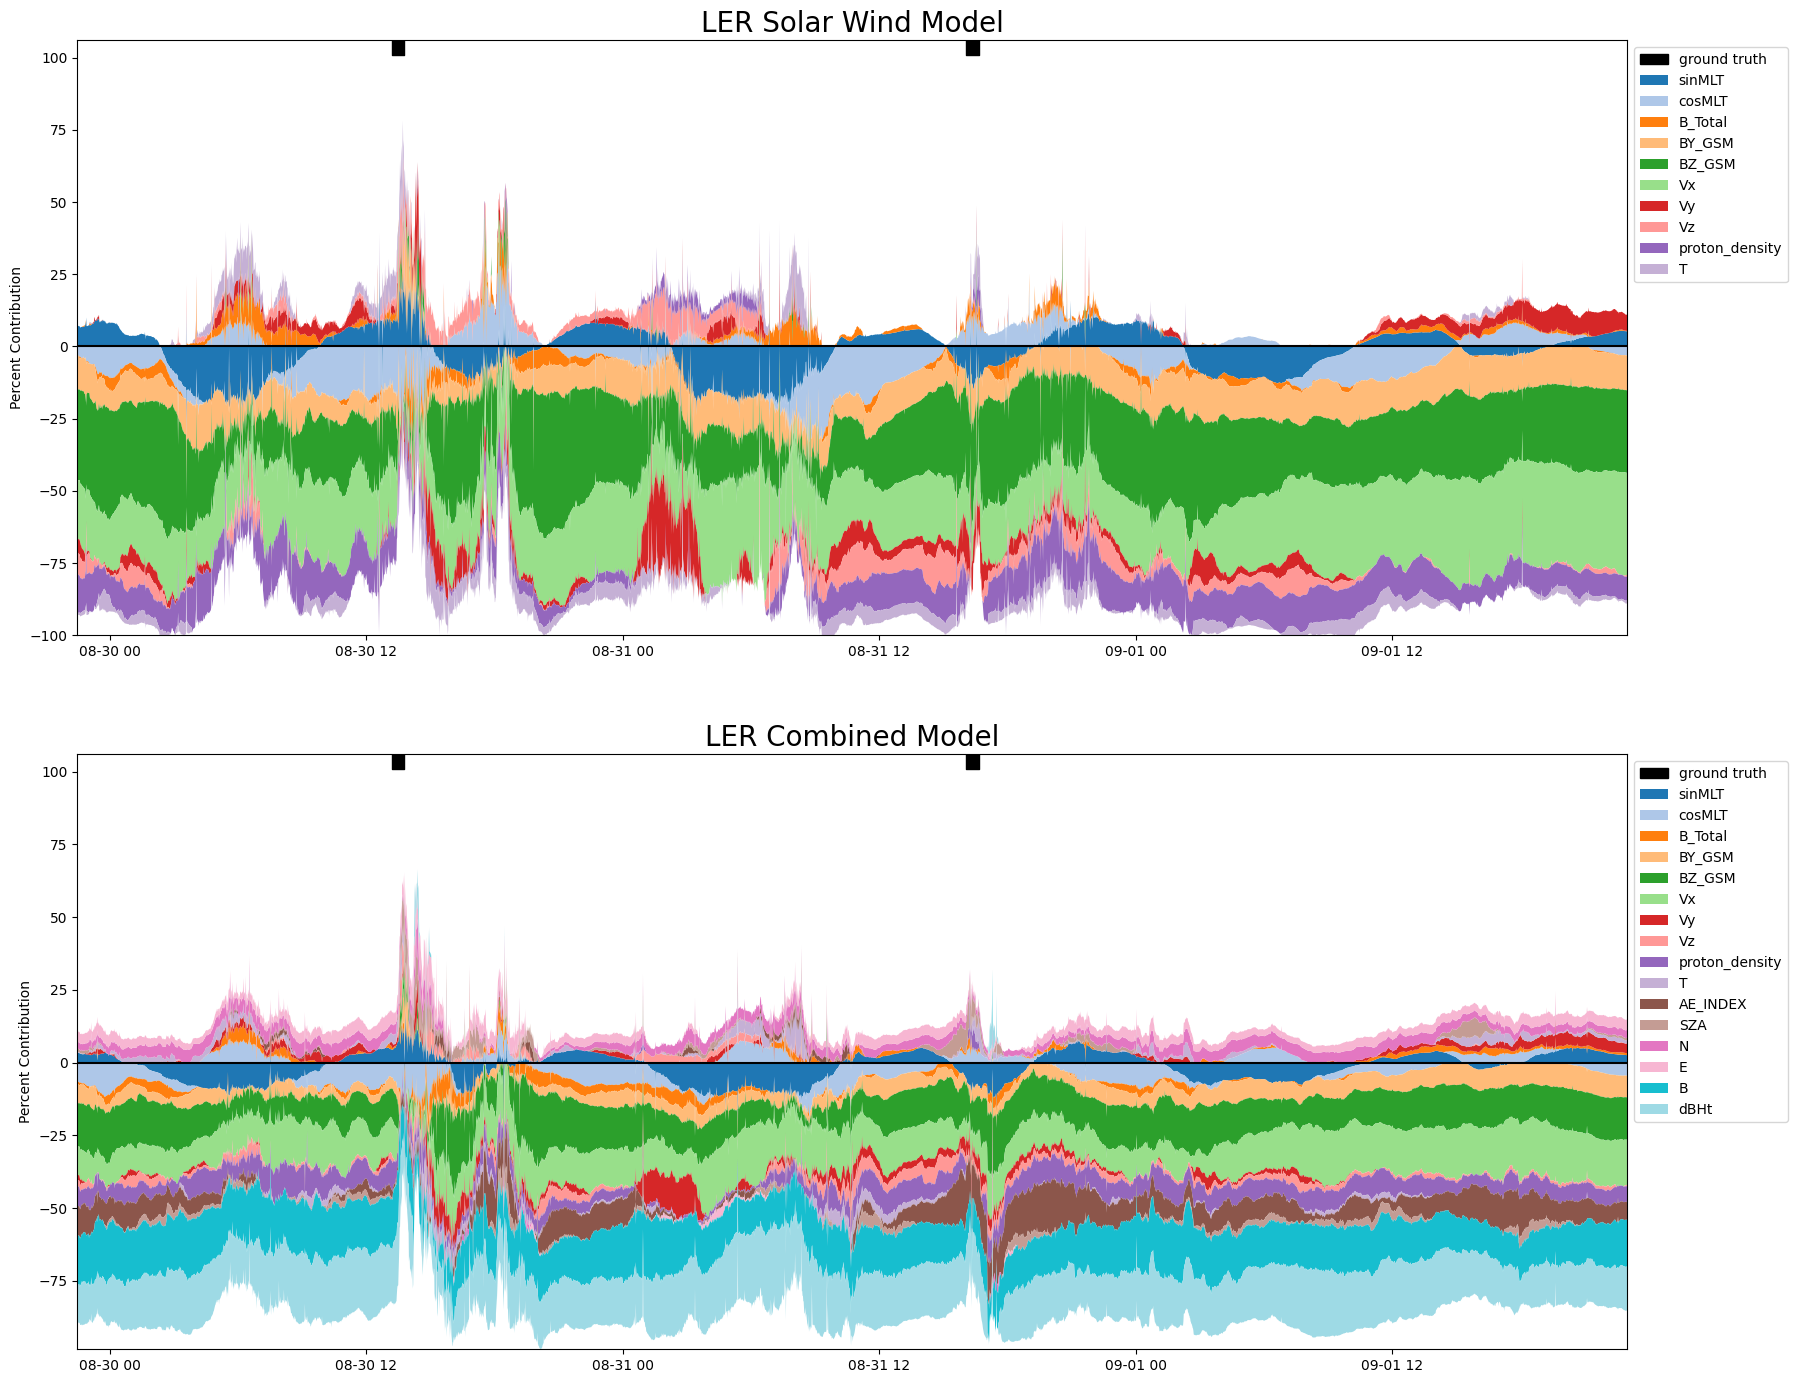 LER Solar Wind Model
100
75
50
25
0
−25
−50
−75
−100
Percent Contribution
08-30 00
08-30 12
08-31 00
08-31 12
09-01 00
09-01 12
ground truth
sinMLT
cosMLT
B_Total
BY_GSM
BZ_GSM
Vx
Vy
Vz
proton_density
T
LER Combined Model
100
75
50
25
0
−25
−50
−75
Percent Contribution
08-30 00
08-30 12
08-31 00
08-31 12
09-01 00
09-01 12
ground truth
sinMLT
cosMLT
B_Total
BY_GSM
BZ_GSM
Vx
Vy
Vz
proton_density
T
AE_INDEX
SZA
N
E
B
dBHt